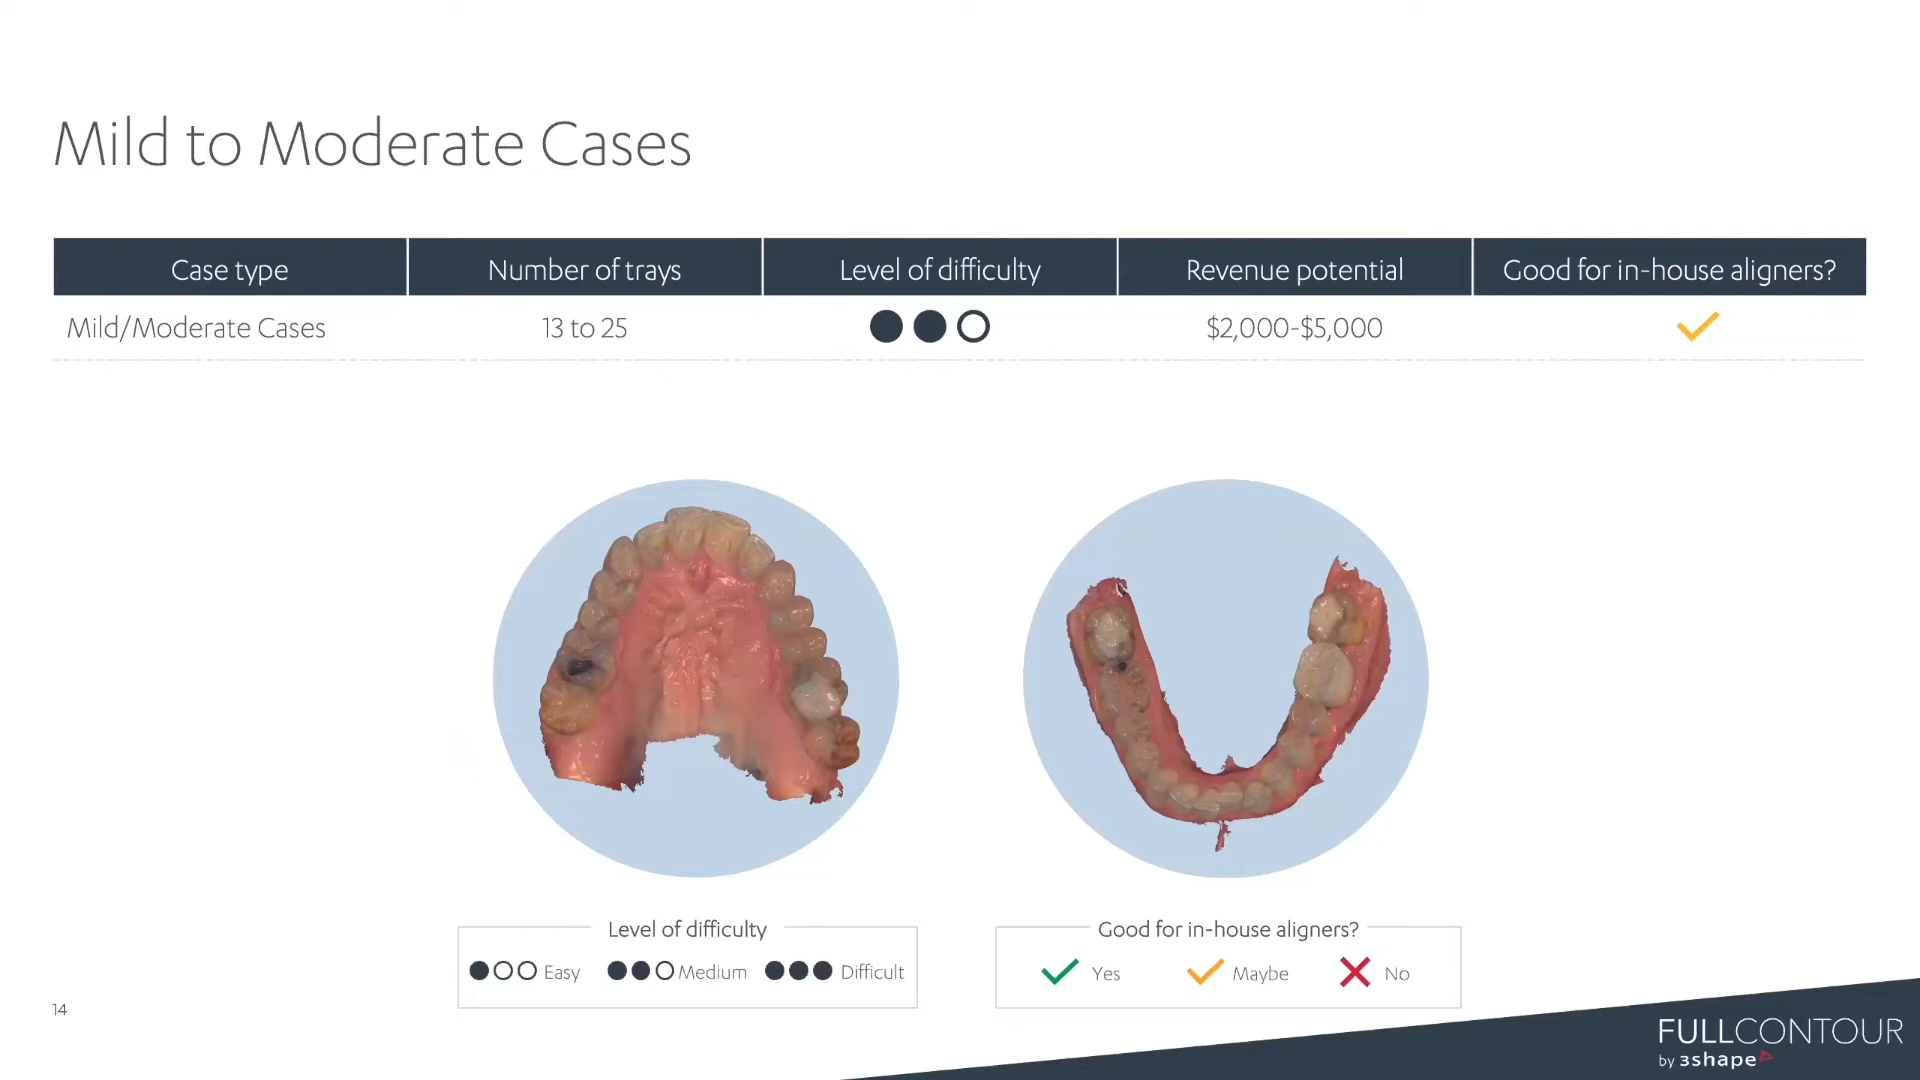 Mild to Moderate Cases
Case type Number of trays Level of difficulty Revenue potential Good for in-house aligners?
Mild/Moderate Cases 13 to 25 $2,000-$5,000
Level of difficulty
Easy Medium Difficult
Good for in-house aligners?
Yes Maybe No
14
FULLCONTOUR
by 3shape